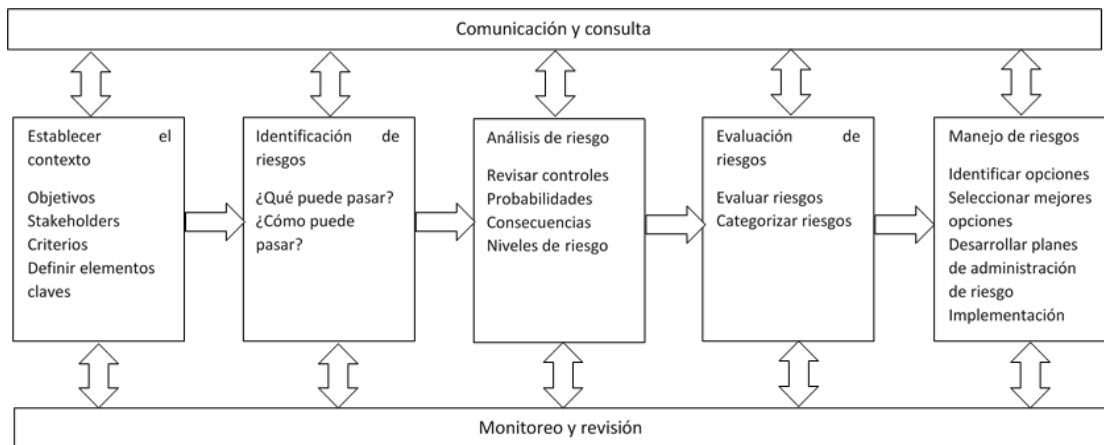 Comunicación y consulta
Establecer el
contexto
Objetivos
Stakeholders
Criterios
Definir elementos
claves
Identificación de
riesgos
¿Qué puede pasar?
¿Cómo puede
pasar?
Análisis de riesgo
Revisar controles
Probabilidades
Consecuencias
Niveles de riesgo
Evaluación de
riesgos
Evaluar riesgos
Categorizar riesgos
Manejo de riesgos
Identificar opciones
Seleccionar mejores
opciones
Desarrollar planes
de administración
de riesgo
Implementación
Monitoreo y revisión